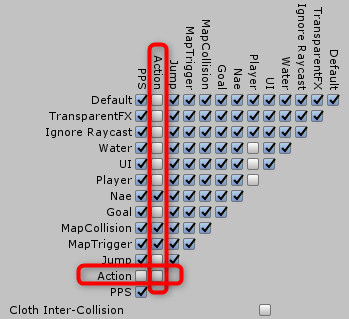 PPS
Action
Jump
MapTrigger
MapCollision
Goal
Nae
Player
UI
Water
Ignore Raycast
TransparentFX
Default
Default
TransparentFX
Ignore Raycast
Water
UI
Player
Nae
Goal
MapCollision
MapTrigger
Jump
Action
PPS
Cloth Inter-Collision